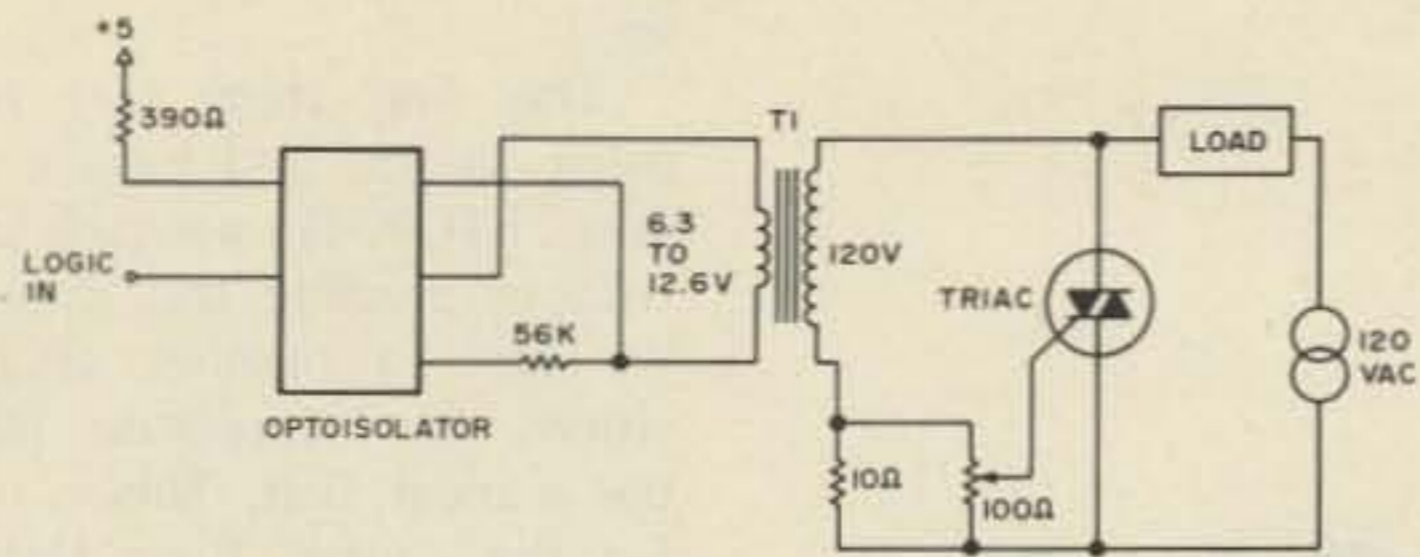 *5
390Ω
LOGIC
IN
OPTOISOLATOR
56K
6.3
TO
12.6V
T1
120V
TRIAC
10Ω
100Ω
LOAD
120
VAC